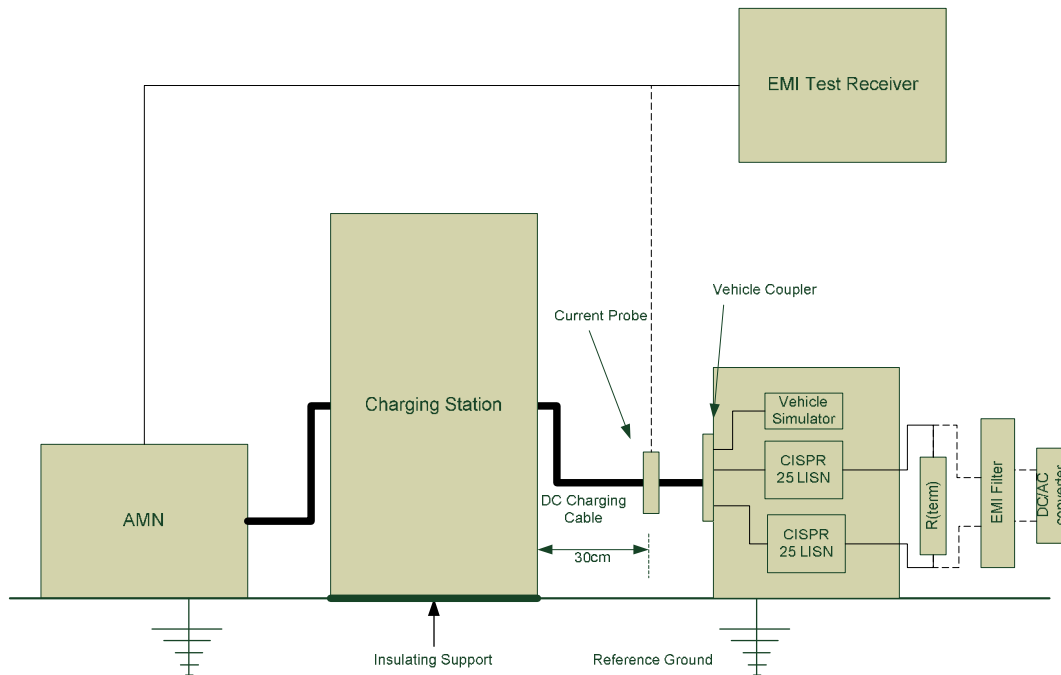 EMI Test Receiver
Vehicle Coupler
Current Probe
Charging Station
Vehicle
Simulator
CISPR
25 LISN
AMN
DC Charging
Cable
30cm
CISPR
25 LISN
R(term)
EMI Filter
DC/AC
converder
Insulating Support
Reference Ground